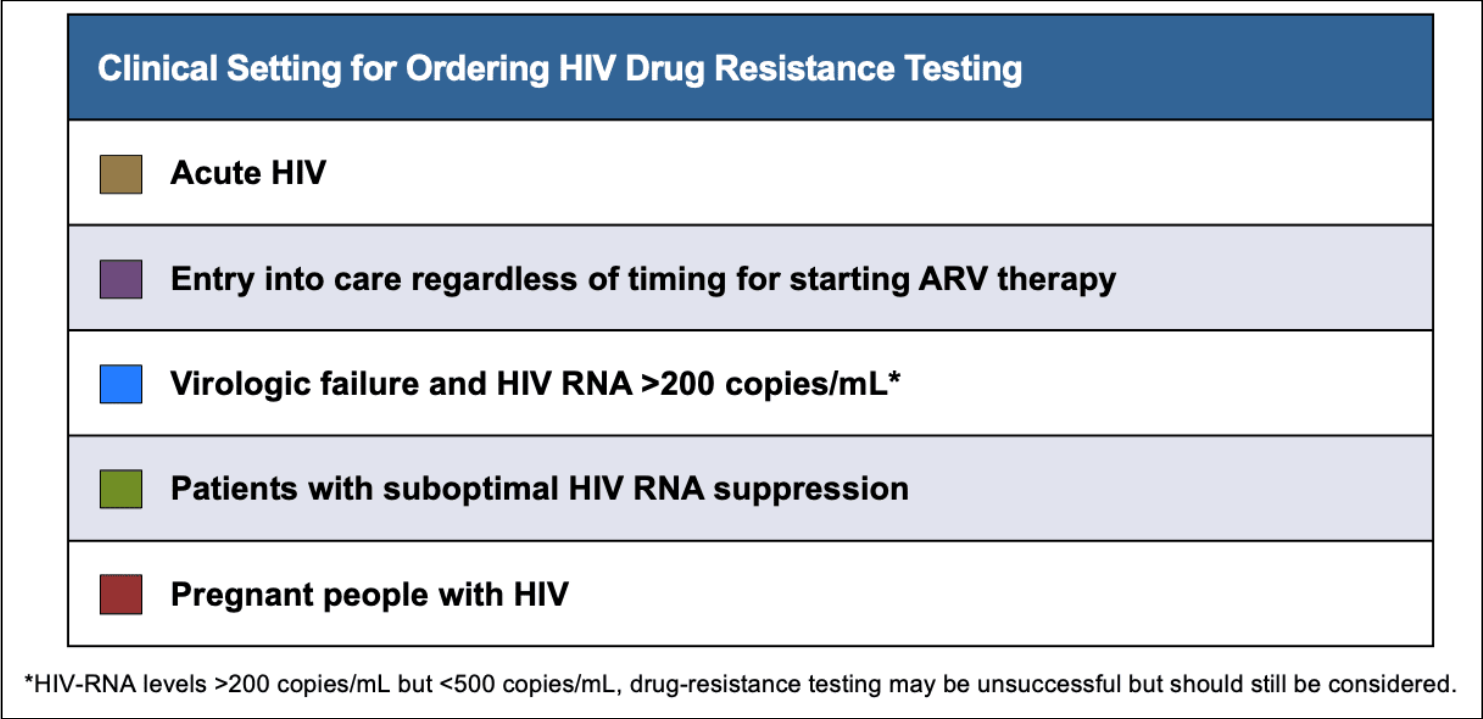 Clinical Setting for Ordering HIV Drug Resistance Testing
Acute HIV
Entry into care regardless of timing for starting ARV therapy
Virologic failure and HIV RNA >200 copies/mL*
Patients with suboptimal HIV RNA suppression
Pregnant people with HIV
*HIV-RNA levels >200 copies/mL but <500 copies/mL, drug-resistance testing may be unsuccessful but should still be considered.